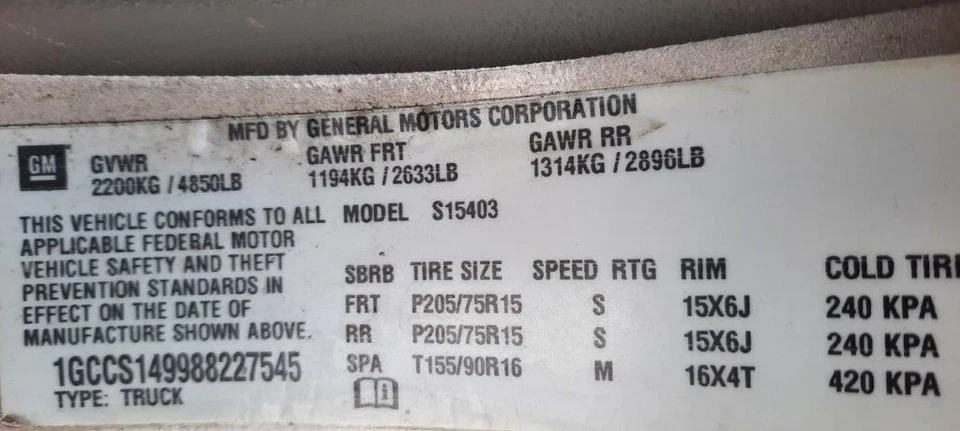 MFD BY GENERAL MOTORS CORPORATION
GM
GVWR GAWR FRT GAWR RR
2200KG / 4850LB 1194KG / 2633LB 1314KG / 2896LB
THIS VEHICLE CONFORMS TO ALL MODEL S15403
APPLICABLE FEDERAL MOTOR
VEHICLE SAFETY AND THEFT SBRB TIRE SIZE SPEED RTG RIM COLD TIRE
PREVENTION STANDARDS IN FRT P205/75R15 S 15X6J 240 KPA
EFFECT ON THE DATE OF
MANUFACTURE SHOWN ABOVE. RR P205/75R15 S 15X6J 240 KPA
1GCCS149988227545 SPA T155/90R16 M 16X4T 420 KPA
TYPE: TRUCK